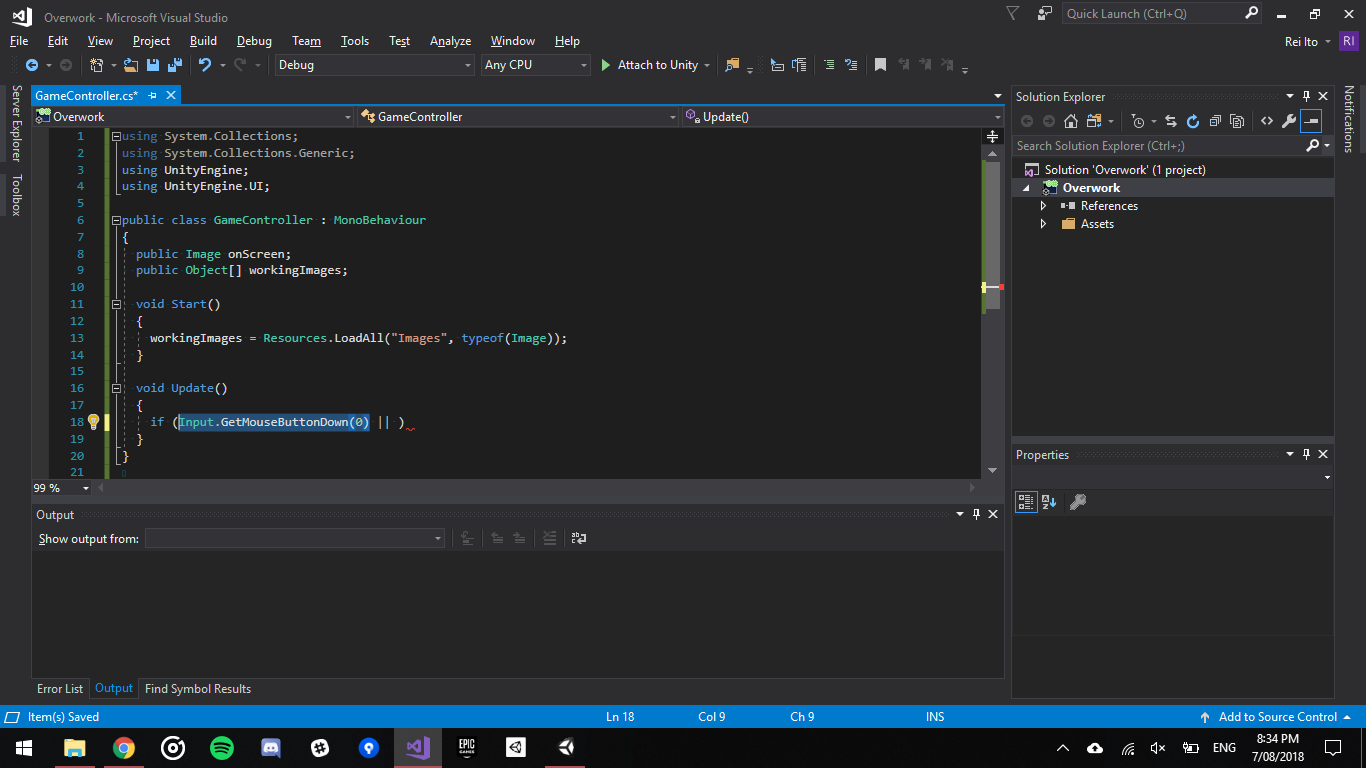 Overwork - Microsoft Visual Studio
Quick Launch (Ctrl+Q)
File Edit View Project Build Debug Team Tools Test Analyze Window Help
Rei Ito RI
Debug Any CPU Attach to Unity
Server Explorer
Toolbox
GameController.cs*
Overwork GameController Update()
1 using System.Collections;
2 using System.Collections.Generic;
3 using UnityEngine;
4 using UnityEngine.UI;
5
6 public class GameController : MonoBehaviour
7 {
8 public Image onScreen;
9 public Object[] workingImages;
10
11 void Start()
12 {
13 workingImages = Resources.LoadAll("Images", typeof(Image));
14 }
15
16 void Update()
17 {
18 if (Input.GetMouseButtonDown(0) || )
19 }
20 }
21
99 %
Output
Show output from:
Error List Output Find Symbol Results
Solution Explorer
Search Solution Explorer (Ctrl+;)
Solution 'Overwork' (1 project)
Overwork
References
Assets
Properties
Notifications
Item(s) Saved Ln 18 Col 9 Ch 9 INS Add to Source Control
EPIC GAMES
ENG
8:34 PM
7/08/2018